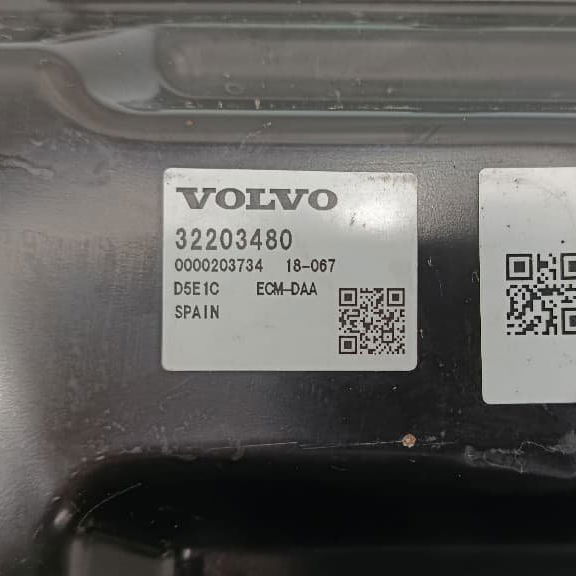 VOLVO
32203480
0000203734 18-067
D5E1C ECM-DAA
SPAIN